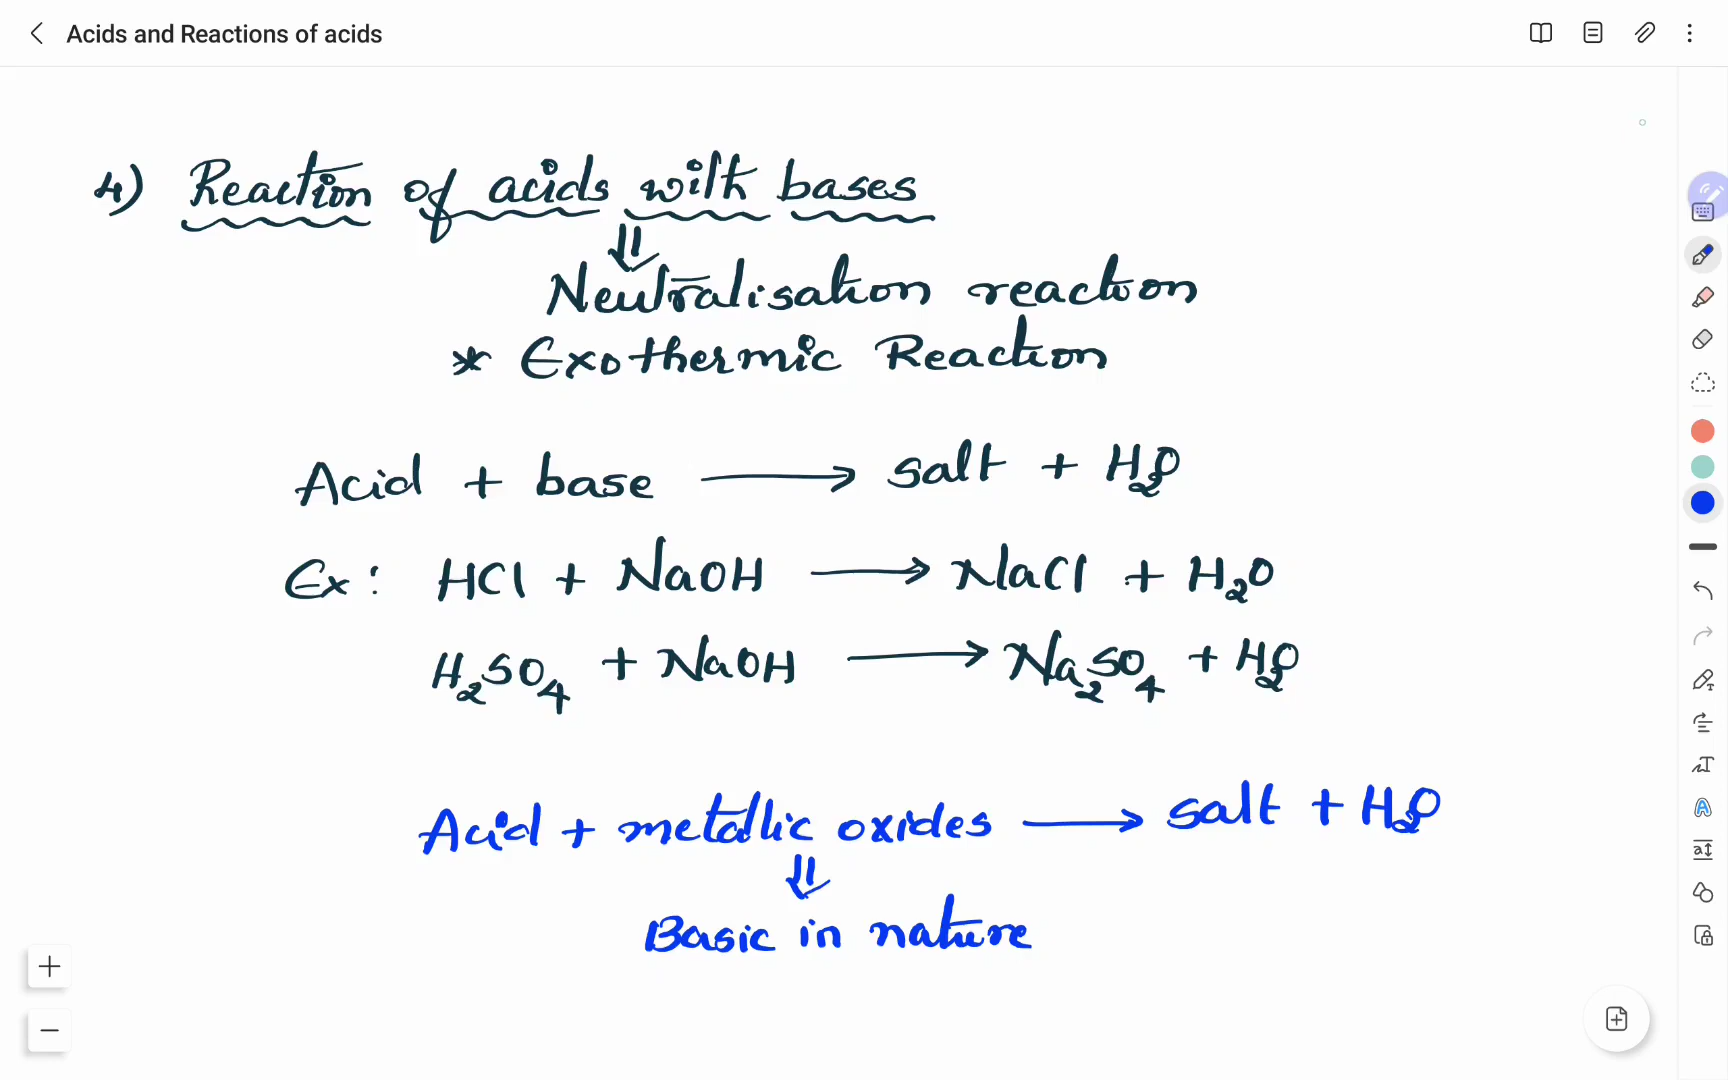 Acids and Reactions of acids
4) Reaction of acids with bases
⇓
Neutralisation reaction
* Exothermic Reaction
Acid + base ⟶ salt + H₂O
Ex: HCl + NaOH ⟶ NaCl + H₂O
H₂SO₄ + NaOH ⟶ Na₂SO₄ + H₂O
Acid + metallic oxides ⟶ salt + H₂O
⇓
Basic in nature